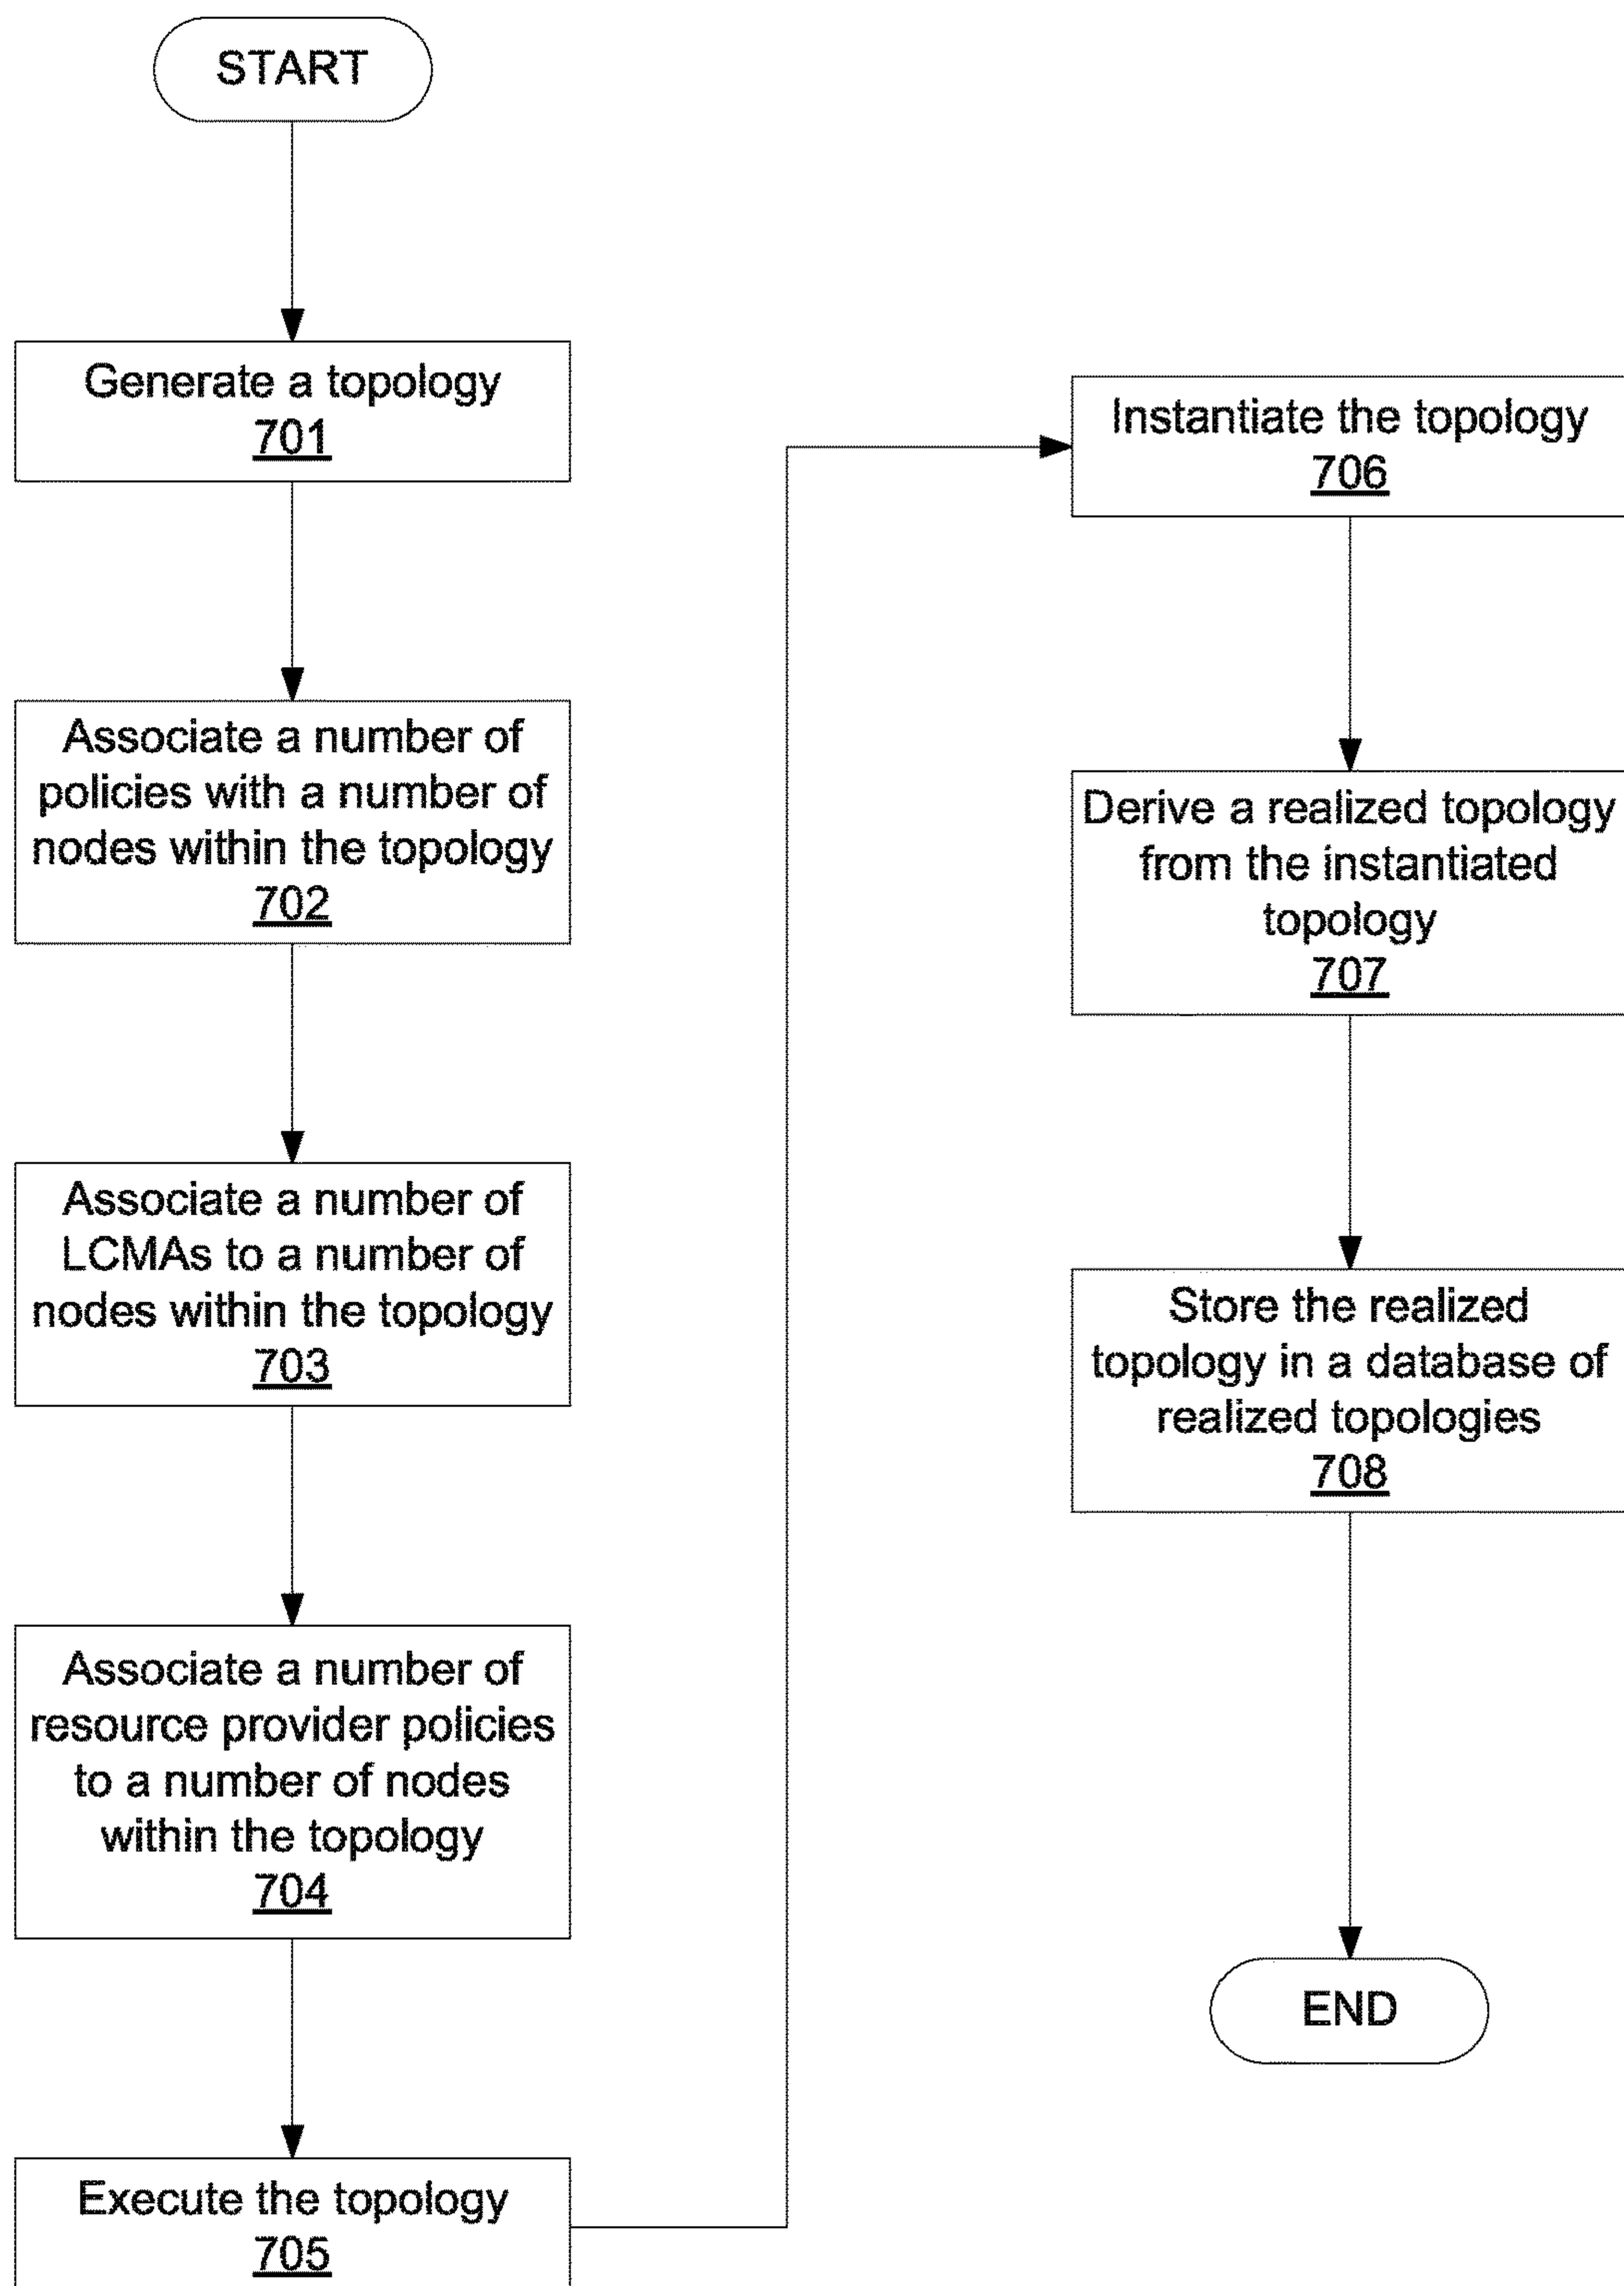 START
Generate a topology
701
Associate a number of
policies with a number of
nodes within the topology
702
Associate a number of
LCMAs to a number of
nodes within the topology
703
Associate a number of
resource provider policies
to a number of nodes
within the topology
704
Execute the topology
705
Instantiate the topology
706
Derive a realized topology
from the instantiated
topology
707
Store the realized
topology in a database of
realized topologies
708
END